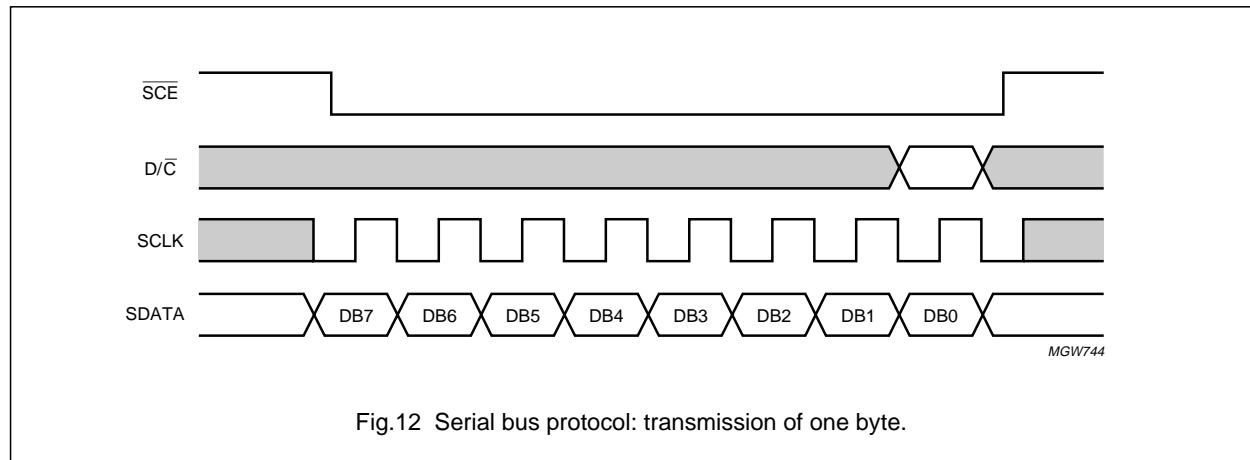 S̅C̅E̅
D/C̅
SCLK
SDATA DB7 DB6 DB5 DB4 DB3 DB2 DB1 DB0
MGW744
Fig.12 Serial bus protocol: transmission of one byte.